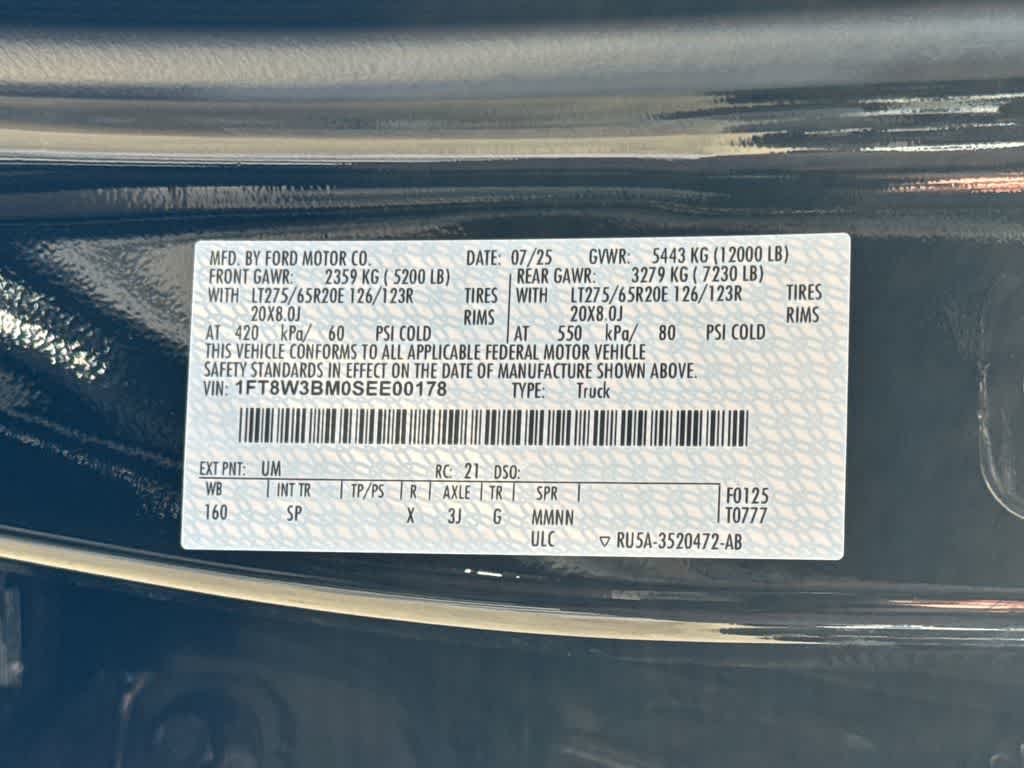 MFD. BY FORD MOTOR CO. DATE: 07/25 GVWR: 5443 KG (12000 LB)
FRONT GAWR: 2359 KG ( 5200 LB) REAR GAWR: 3279 KG ( 7230 LB)
WITH LT275/65R20E 126/123R TIRES WITH LT275/65R20E 126/123R TIRES
20X8.0J RIMS 20X8.0J RIMS
AT 420 kPa/ 60 PSI COLD AT 550 kPa/ 80 PSI COLD
THIS VEHICLE CONFORMS TO ALL APPLICABLE FEDERAL MOTOR VEHICLE
SAFETY STANDARDS IN EFFECT ON THE DATE OF MANUFACTURE SHOWN ABOVE.
VIN: 1FT8W3BM0SEE00178 TYPE: Truck
EXT PNT: UM RC: 21 DSO:
WB INT TR TP/PS R AXLE TR SPR F0125
160 SP X 3J G MMNN T0777
ULC ▽ RU5A-3520472-AB